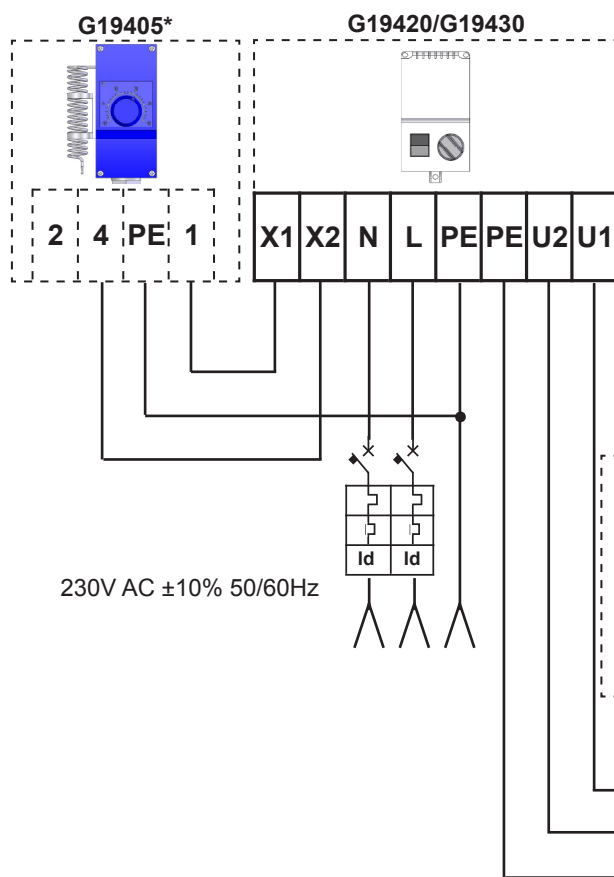 G19405*
G19420/G19430
2 4 PE 1
X1 X2 N L PE PE U2 U1
Id Id
230V AC ±10% 50/60Hz